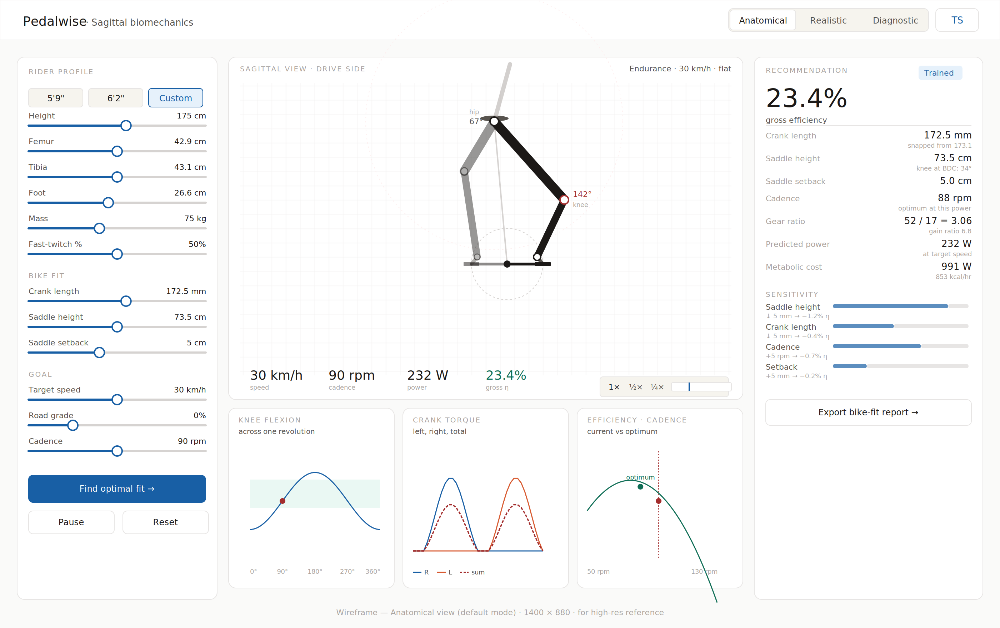 Pedalwise · Sagittal biomechanics
Anatomical Realistic Diagnostic TS
RIDER PROFILE
5'9" 6'2" Custom
Height 175 cm
Femur 42.9 cm
Tibia 43.1 cm
Foot 26.6 cm
Mass 75 kg
Fast-twitch % 50%
BIKE FIT
Crank length 172.5 mm
Saddle height 73.5 cm
Saddle setback 5 cm
GOAL
Target speed 30 km/h
Road grade 0%
Cadence 90 rpm
Find optimal fit →
Pause Reset
SAGITTAL VIEW · DRIVE SIDE Endurance · 30 km/h · flat
hip
67°
142°
knee
30 km/h 90 rpm 232 W 23.4%
speed cadence power gross η
1× ½× ¼×
KNEE FLEXION
across one revolution
0° 90° 180° 270° 360°
CRANK TORQUE
left, right, total
R L sum
EFFICIENCY · CADENCE
current vs optimum
optimum
50 rpm 130 rpm
RECOMMENDATION Trained
23.4%
gross efficiency
Crank length 172.5 mm
snapped from 173.1
Saddle height 73.5 cm
knee at BDC: 34°
Saddle setback 5.0 cm
Cadence 88 rpm
optimum at this power
Gear ratio 52 / 17 = 3.06
gain ratio 6.8
Predicted power 232 W
at target speed
Metabolic cost 991 W
853 kcal/hr
SENSITIVITY
Saddle height
↓ 5 mm → −1.2% η
Crank length
↓ 5 mm → −0.4% η
Cadence
+5 rpm → −0.7% η
Setback
+5 mm → −0.2% η
Export bike-fit report →
Wireframe — Anatomical view (default mode) · 1400 × 880 · for high-res reference